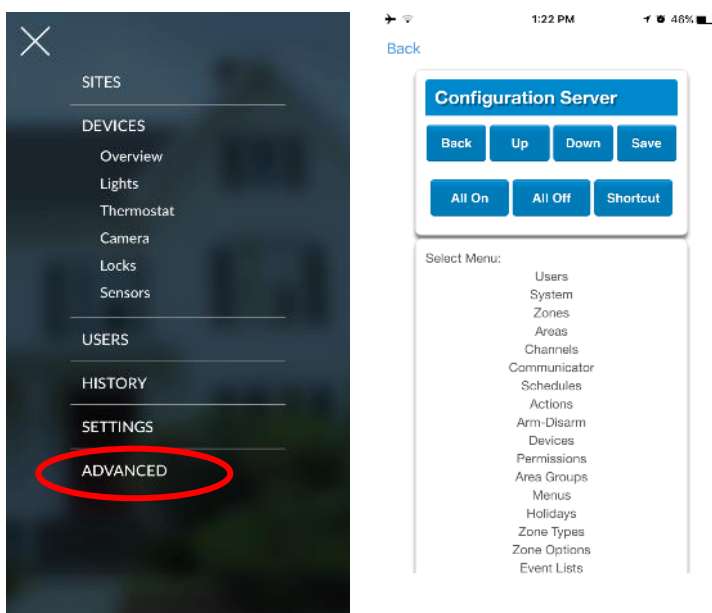 SITES
DEVICES
Overview
Lights
Thermostat
Camera
Locks
Sensors
USERS
HISTORY
SETTINGS
ADVANCED
1:22 PM
46%
Back
Configuration Server
Back Up Down Save
All On All Off Shortcut
Select Menu:
Users
System
Zones
Areas
Channels
Communicator
Schedules
Actions
Arm-Disarm
Devices
Permissions
Area Groups
Menus
Holidays
Zone Types
Zone Options
Event Lists